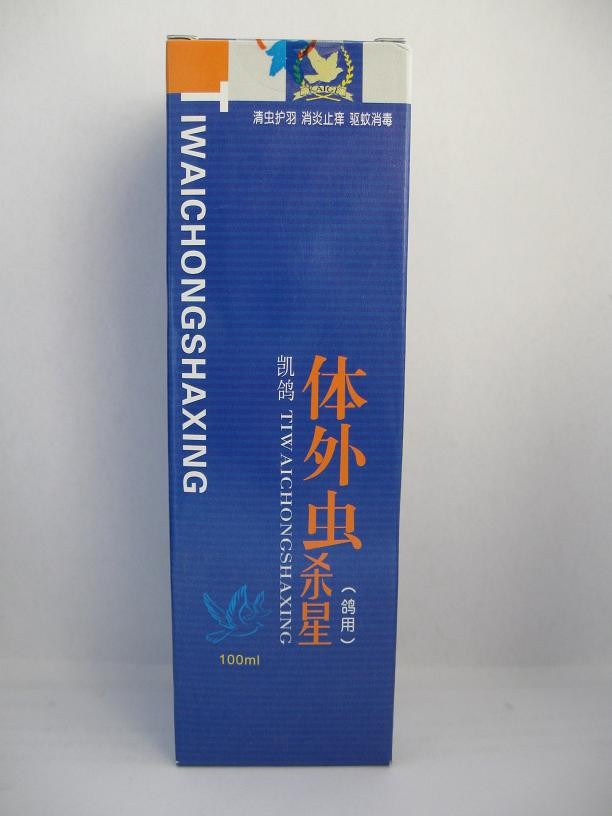 KAIGE
清虫护羽 消炎止痒 驱蚊消毒
TIWAICHONGSHAXING
体外虫杀星
(鸽用)
凯鸽 TIWAICHONGSHAXING
100ml